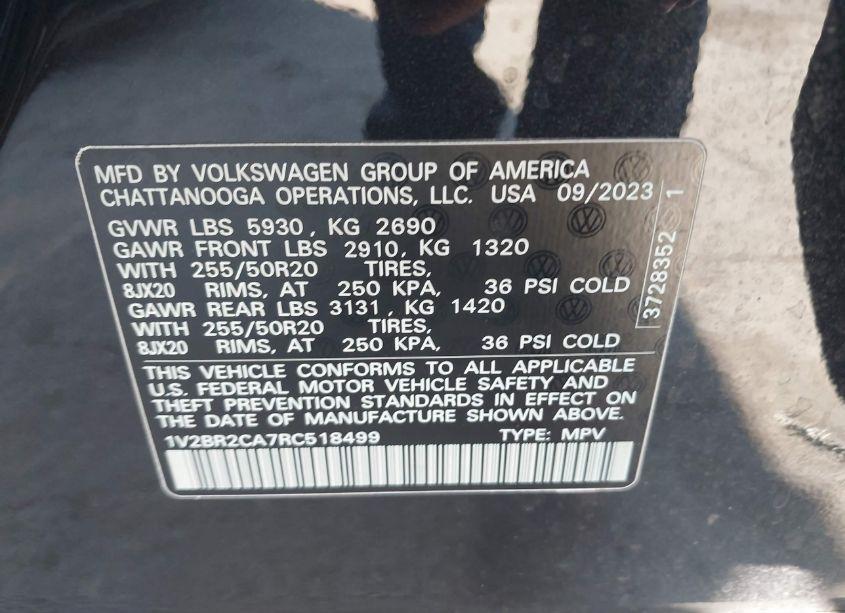 MFD BY VOLKSWAGEN GROUP OF AMERICA
CHATTANOOGA OPERATIONS, LLC. USA 09/2023
GVWR LBS 5930, KG 2690
GAWR FRONT LBS 2910, KG 1320
WITH 255/50R20 TIRES,
8JX20 RIMS, AT 250 KPA, 36 PSI COLD
GAWR REAR LBS 3131, KG 1420
WITH 255/50R20 TIRES,
8JX20 RIMS, AT 250 KPA, 36 PSI COLD
THIS VEHICLE CONFORMS TO ALL APPLICABLE
U.S. FEDERAL MOTOR VEHICLE SAFETY AND
THEFT PREVENTION STANDARDS IN EFFECT ON
THE DATE OF MANUFACTURE SHOWN ABOVE.
1V2BR2CA7RC518499 TYPE: MPV
3728352 1